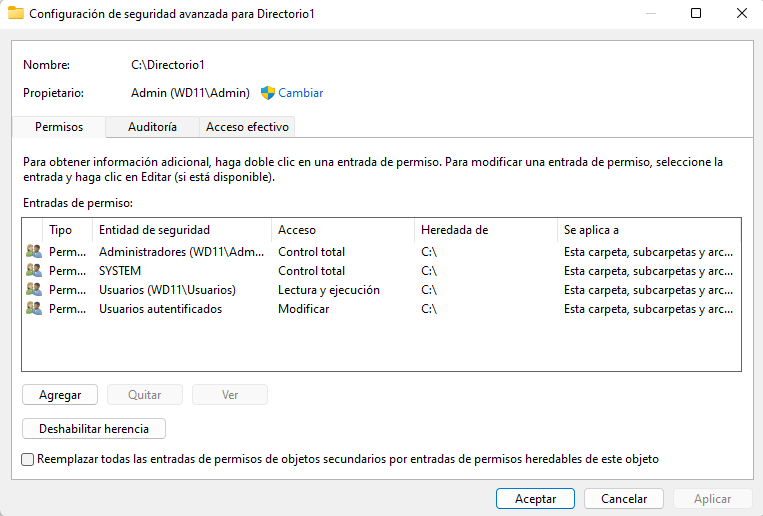 Configuración de seguridad avanzada para Directorio1
Nombre: C:\Directorio1
Propietario: Admin (WD11\Admin) Cambiar
Permisos Auditoría Acceso efectivo
Para obtener información adicional, haga doble clic en una entrada de permiso. Para modificar una entrada de permiso, seleccione la
entrada y haga clic en Editar (si está disponible).
Entradas de permiso:
Tipo Entidad de seguridad Acceso Heredada de Se aplica a
Perm... Administradores (WD11\Adm... Control total C:\ Esta carpeta, subcarpetas y arc...
Perm... SYSTEM Control total C:\ Esta carpeta, subcarpetas y arc...
Perm... Usuarios (WD11\Usuarios) Lectura y ejecución C:\ Esta carpeta, subcarpetas y arc...
Perm... Usuarios autentificados Modificar C:\ Esta carpeta, subcarpetas y arc...
Agregar Quitar Ver
Deshabilitar herencia
Reemplazar todas las entradas de permisos de objetos secundarios por entradas de permisos heredables de este objeto
Aceptar Cancelar Aplicar